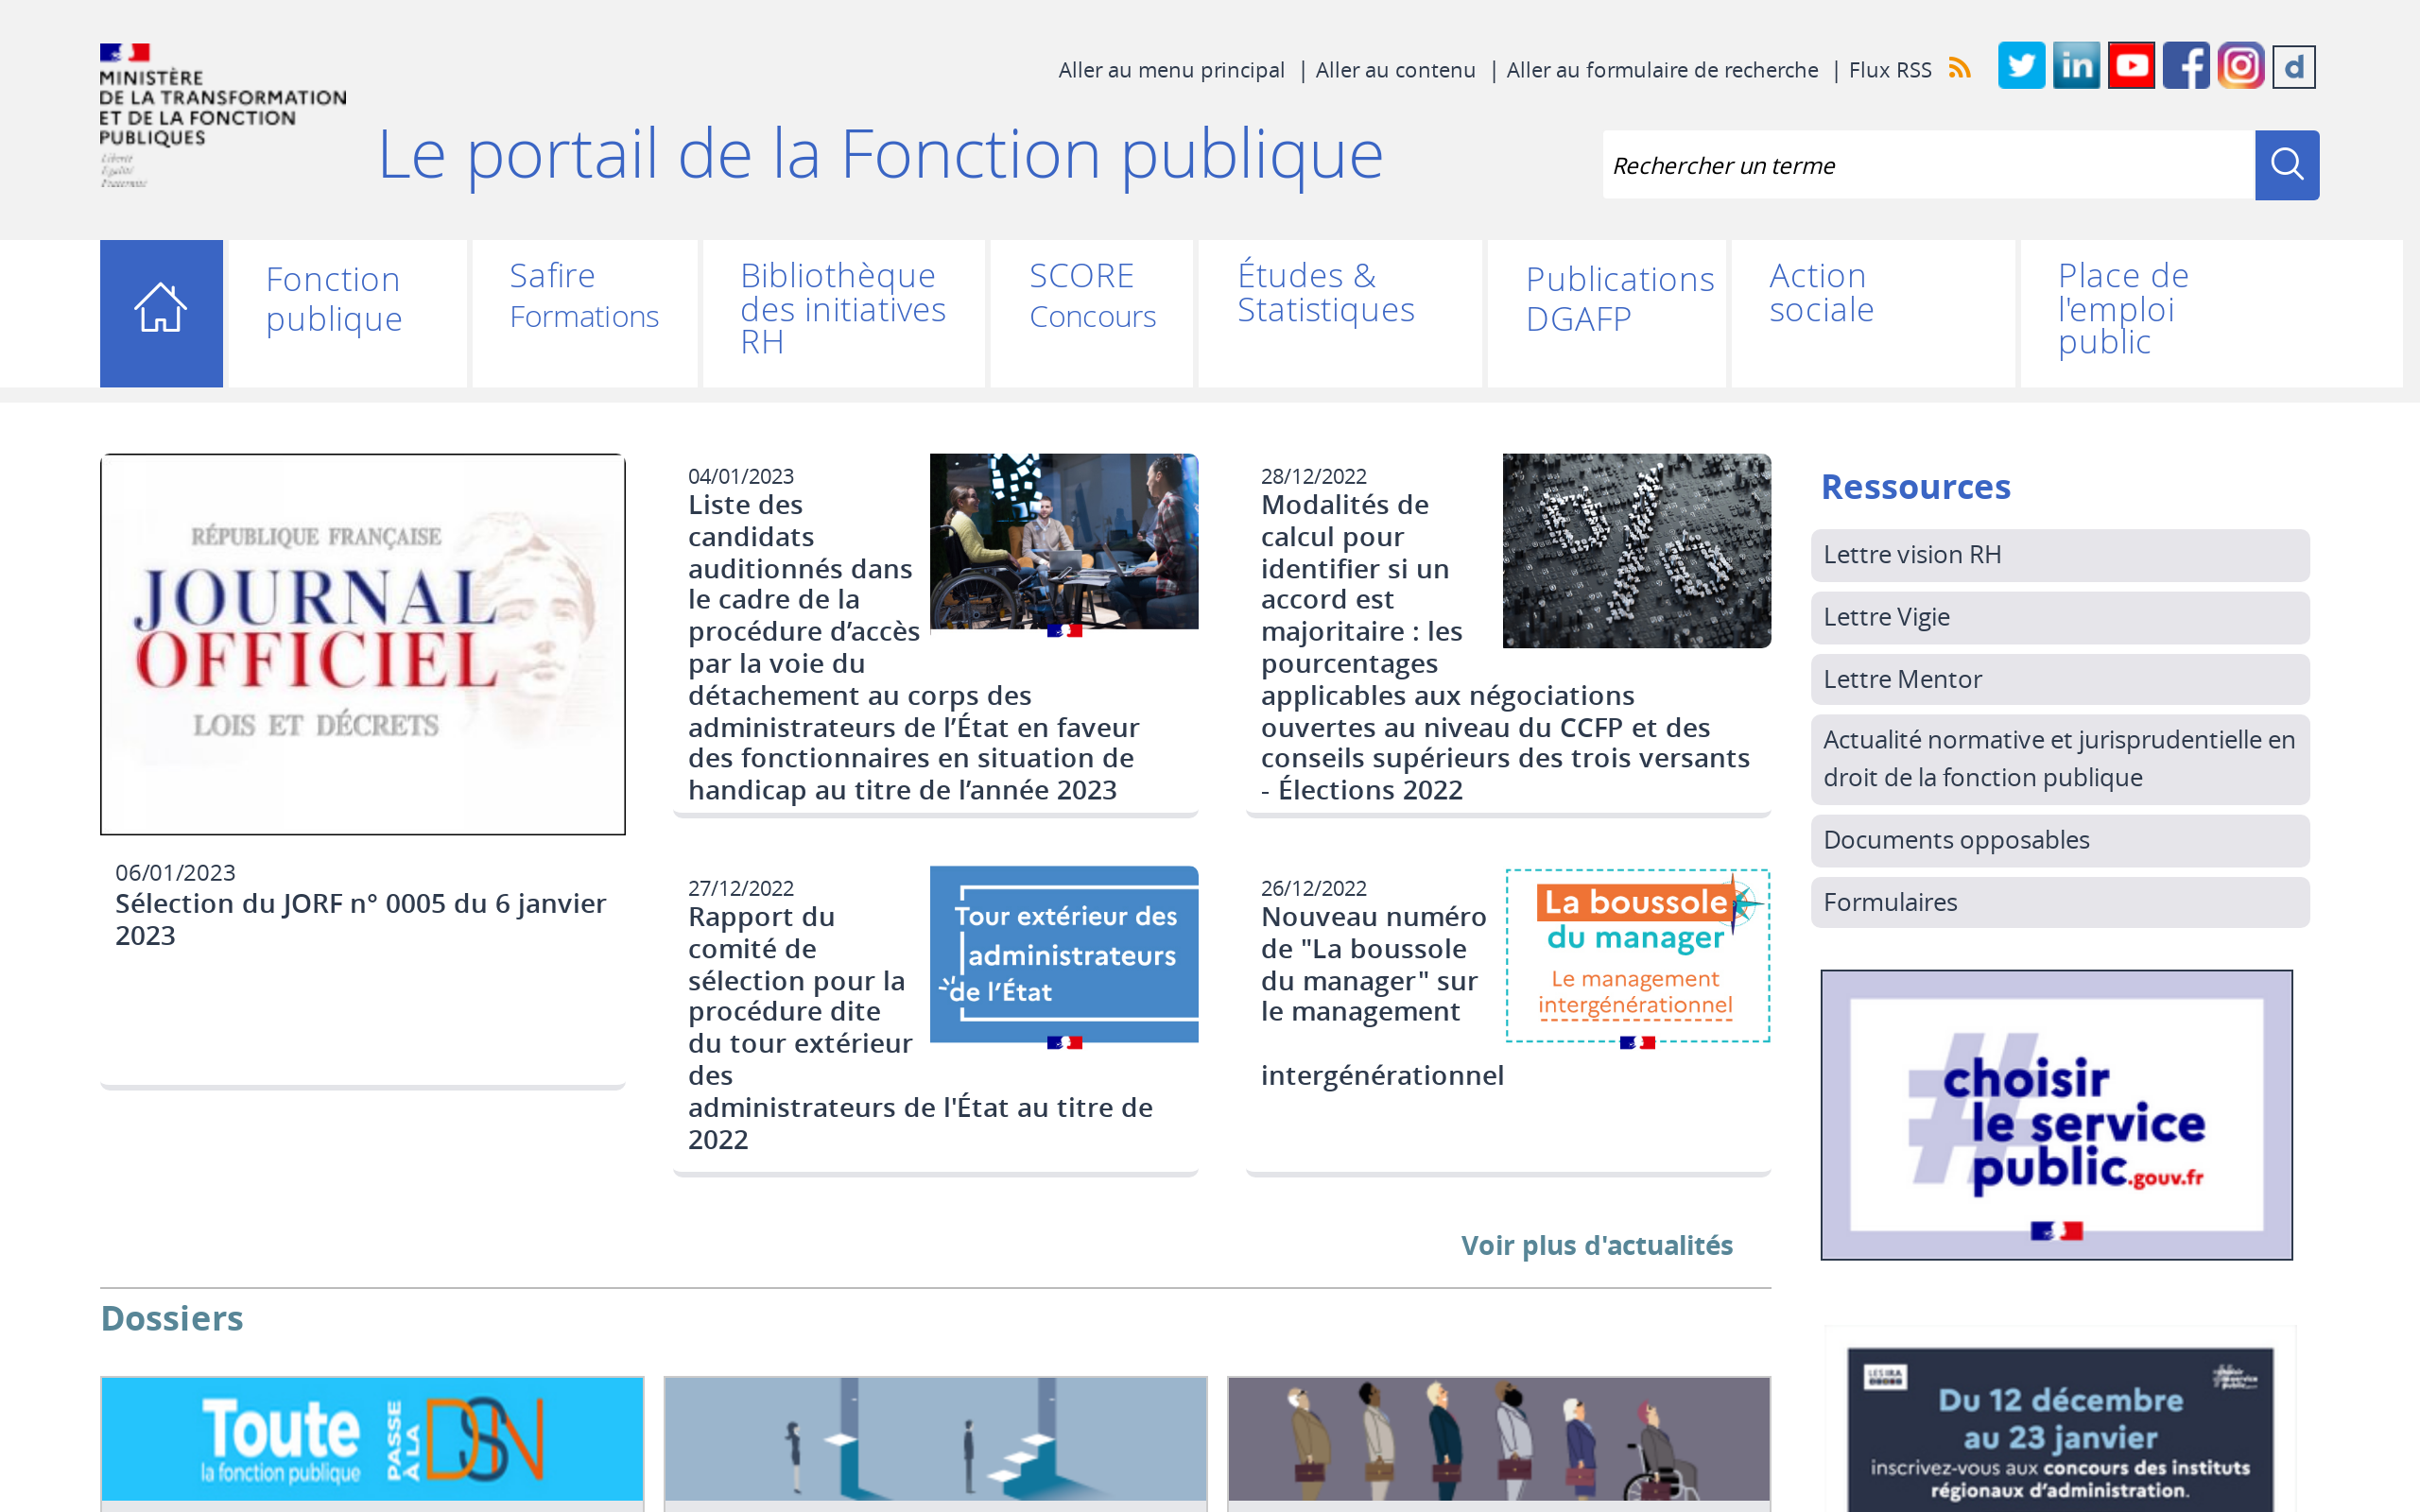 MINISTÈRE
DE LA TRANSFORMATION
ET DE LA FONCTION
PUBLIQUES
Liberté
Égalité
Fraternité
Aller au menu principal | Aller au contenu | Aller au formulaire de recherche | Flux RSS
Le portail de la Fonction publique
Rechercher un terme
Fonction
publique
Safire
Formations
Bibliothèque
des initiatives
RH
SCORE
Concours
Études &
Statistiques
Publications
DGAFP
Action
sociale
Place de
l'emploi
public
RÉPUBLIQUE FRANÇAISE
JOURNAL
OFFICIEL
LOIS ET DÉCRETS
06/01/2023
Sélection du JORF n° 0005 du 6 janvier
2023
04/01/2023
Liste des
candidats
auditionnés dans
le cadre de la
procédure d’accès
par la voie du
détachement au corps des
administrateurs de l’État en faveur
des fonctionnaires en situation de
handicap au titre de l’année 2023
28/12/2022
Modalités de
calcul pour
identifier si un
accord est
majoritaire : les
pourcentages
applicables aux négociations
ouvertes au niveau du CCFP et des
conseils supérieurs des trois versants
- Élections 2022
27/12/2022
Rapport du
comité de
sélection pour la
procédure dite
du tour extérieur
des
administrateurs de l'État au titre de
2022
Tour extérieur des
administrateurs
de l’État
26/12/2022
Nouveau numéro
de "La boussole
du manager" sur
le management
intergénérationnel
La boussole
du manager
Le management
intergénérationnel
Voir plus d'actualités
Ressources
Lettre vision RH
Lettre Vigie
Lettre Mentor
Actualité normative et jurisprudentielle en
droit de la fonction publique
Documents opposables
Formulaires
#
choisir
le service
public.gouv.fr
Dossiers
Toute
la fonction publique
PASSE
À LA
DSN
LES IRA
Du 12 décembre
au 23 janvier
inscrivez-vous aux concours des instituts
régionaux d’administration.